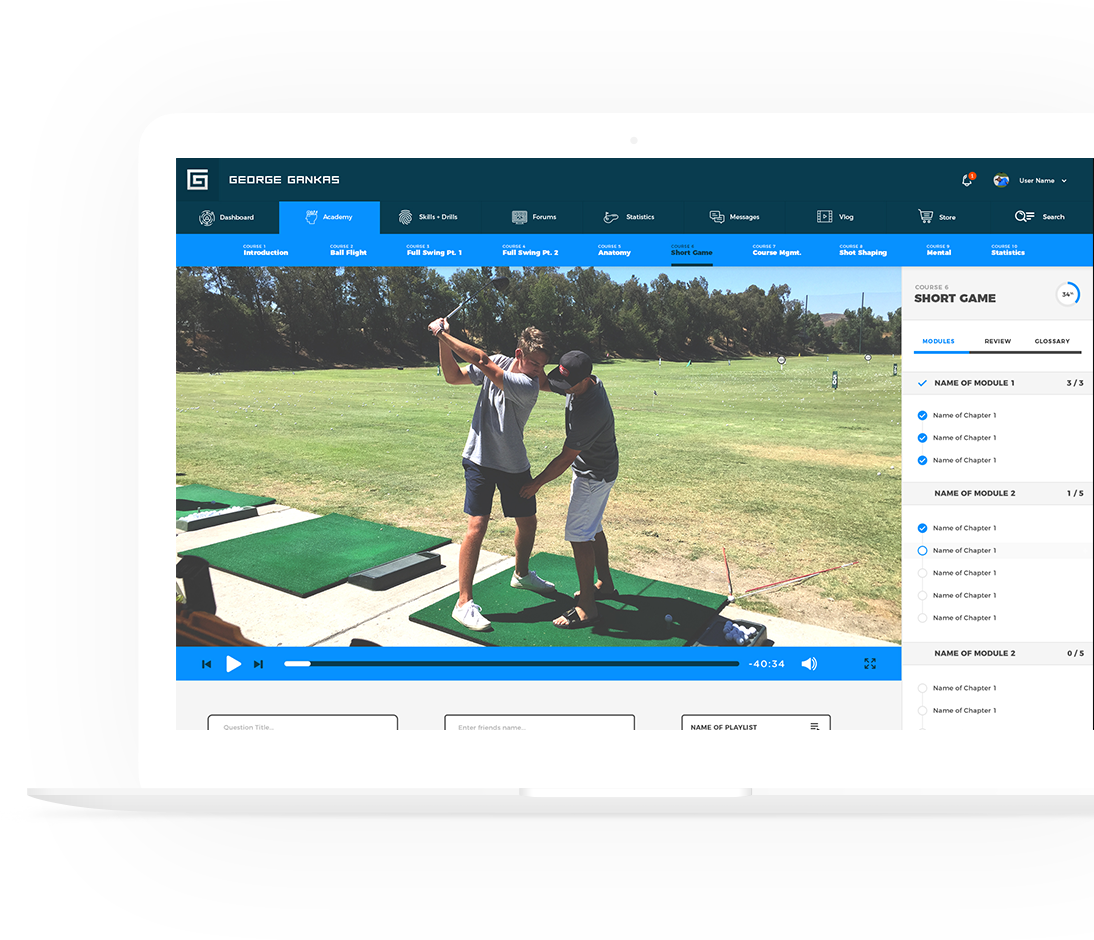 GEORGE GANKAS
1
User Name
Dashboard
Academy
Skills + Drills
Forums
Statistics
Messages
Vlog
Store
Search
COURSE 1
Introduction
COURSE 2
Ball Flight
COURSE 3
Full Swing Pt. 1
COURSE 4
Full Swing Pt. 2
COURSE 5
Anatomy
COURSE 6
Short Game
COURSE 7
Course Mgmt.
COURSE 8
Shot Shaping
COURSE 9
Mental
COURSE 10
Statistics
COURSE 6
SHORT GAME
34%
MODULES REVIEW GLOSSARY
NAME OF MODULE 1 3 / 3
Name of Chapter 1
Name of Chapter 1
Name of Chapter 1
NAME OF MODULE 2 1 / 5
Name of Chapter 1
Name of Chapter 1
Name of Chapter 1
Name of Chapter 1
Name of Chapter 1
NAME OF MODULE 2 0 / 5
Name of Chapter 1
Name of Chapter 1
50
-40:34
Question Title...
Enter friends name...
NAME OF PLAYLIST